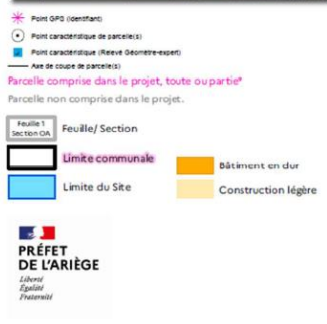 Point GPS (identifiant)
Point caractéristique de parcelle(s)
Point caractéristique (Relevé Géomètre-expert)
Axe de coupe de parcelle(s)
Parcelle comprise dans le projet, toute ou partie*
Parcelle non comprise dans le projet.
Feuille 1
Section OA
Feuille/ Section
Limite communale
Bâtiment en dur
Limite du Site
Construction légère
PRÉFET
DE L'ARIÈGE
Liberté
Égalité
Fraternité